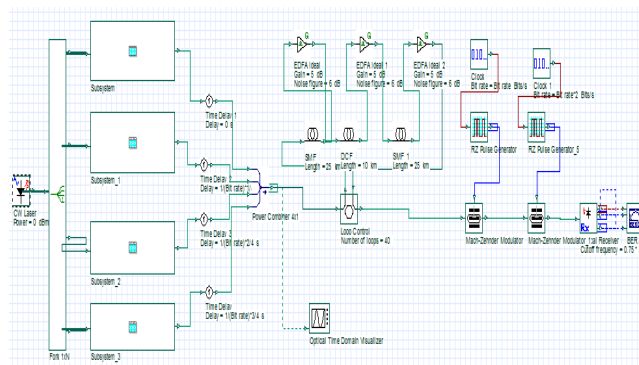 G
G
G
EDFA Ideal
Gain = 5 dB
Noise figure = 6 dB
EDFA Ideal 1
Gain = 5 dB
Noise figure = 6 dB
EDFA Ideal 2
Gain = 5 dB
Noise figure = 6 dB
Clock
Bit rate = Bit rate Bits/s
Clock 1
Bit rate = Bit rate*2 Bits/s
Subsystem
Time Delay 1
Delay = 0 s
RZ Pulse Generator
RZ Pulse Generator_5
SMF
Length = 25 km
DCF
Length = 10 km
SMF 1
Length = 25 km
Subsystem_1
Time Delay 2
Delay = 1/(Bit rate)*
CW Laser
Power = 0 dBm
Power Combiner 4x1
Loop Control
Number of loops = 40
Time Delay 3
Delay = 1/(Bit rate)*2/4 s
Mach-Zehnder Modulator
Mach-Zehnder Modulator_1
Receiver
Cutoff frequency = 0.75 *
BER
Rx
Subsystem_2
Time Delay
Delay = 1/(Bit rate)*3/4 s
Optical Time Domain Visualizer
Fork 1xN
Subsystem_3